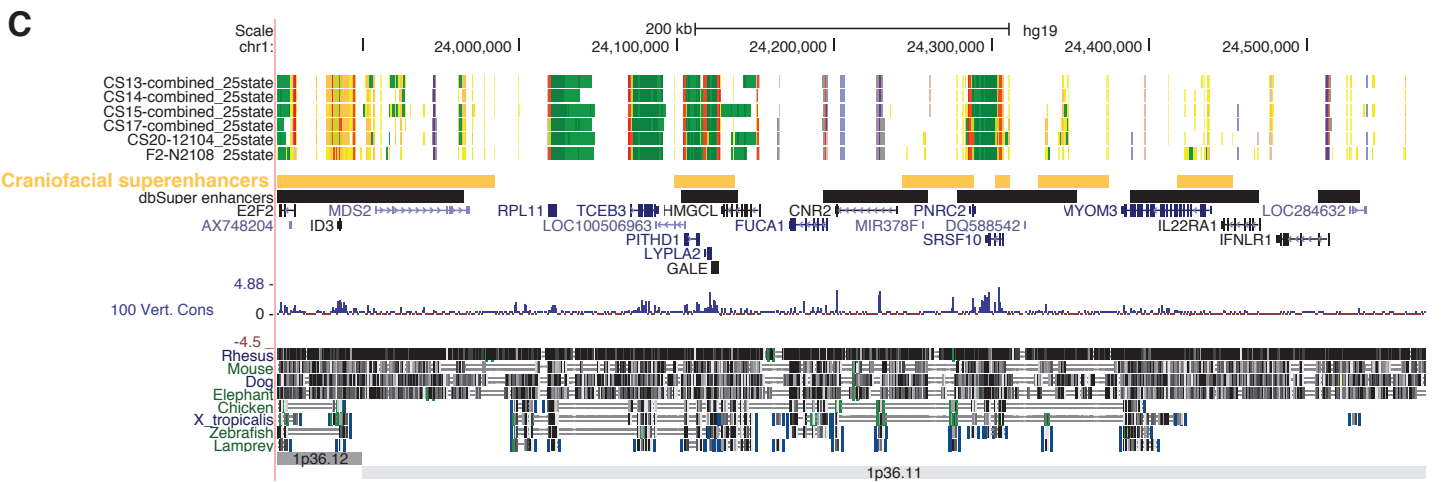 C
Scale 200 kb hg19
chr1: 24,000,000 24,100,000 24,200,000 24,300,000 24,400,000 24,500,000
CS13-combined_25state
CS14-combined_25state
CS15-combined_25state
CS17-combined_25state
CS20-12104_25state
F2-N2108_25state
Craniofacial superenhancers
dbSuper enhancers
E2F2 MDS2 RPL11 TCEB3 HMGCL CNR2 PNRC2 MYOM3 LOC284632
AX748204 ID3 LOC100506963 FUCA1 MIR378F DQ588542 IL22RA1
PITHD1 SRSF10 IFNLR1
LYPLA2
GALE
4.88 -
100 Vert. Cons
0 -
-4.5 _
Rhesus
Mouse
Dog
Elephant
Chicken
X_tropicalis
Zebrafish
Lamprey
1p36.12
1p36.11